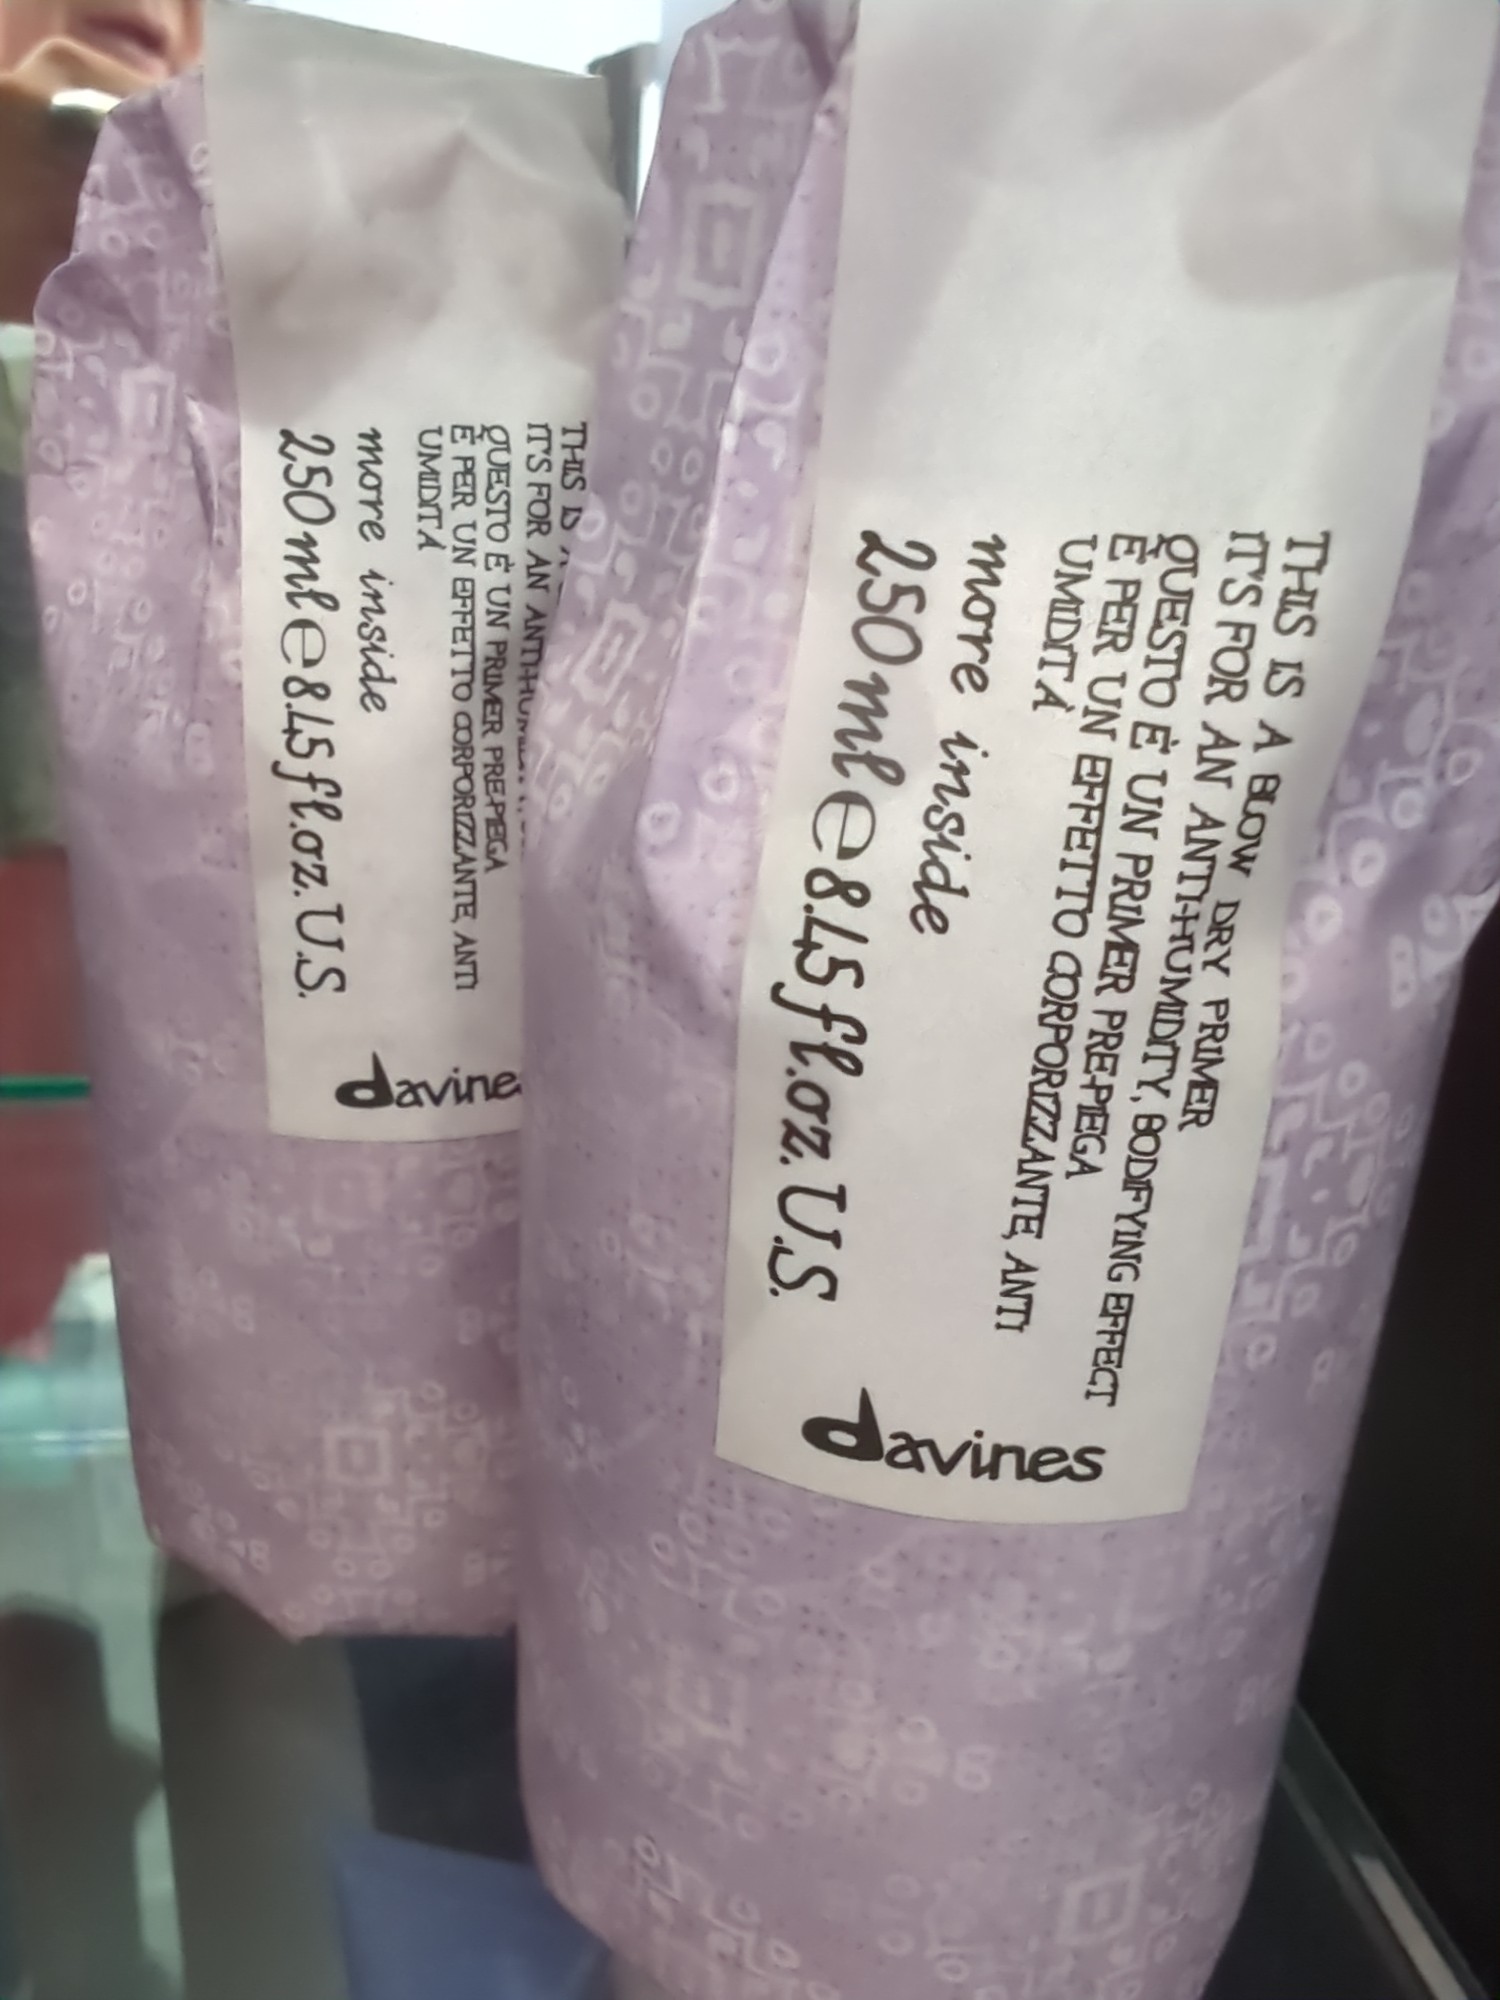 THIS IS
IT'S FOR AN ANTI-HUMIDITY
QUESTO È UN PRIMER PRE-PIEGA
È PER UN EFFETTO CORPORIZZANTE, ANTI
UMIDITÀ
more inside
250 ml e 8.45 fl.oz. U.S.
davines
THIS IS A BLOW DRY PRIMER
IT'S FOR AN ANTI-HUMIDITY, BODIFYING EFFECT
QUESTO È UN PRIMER PRE-PIEGA
È PER UN EFFETTO CORPORIZZANTE, ANTI
UMIDITÀ
more inside
250 ml e 8.45 fl.oz. U.S.
davines